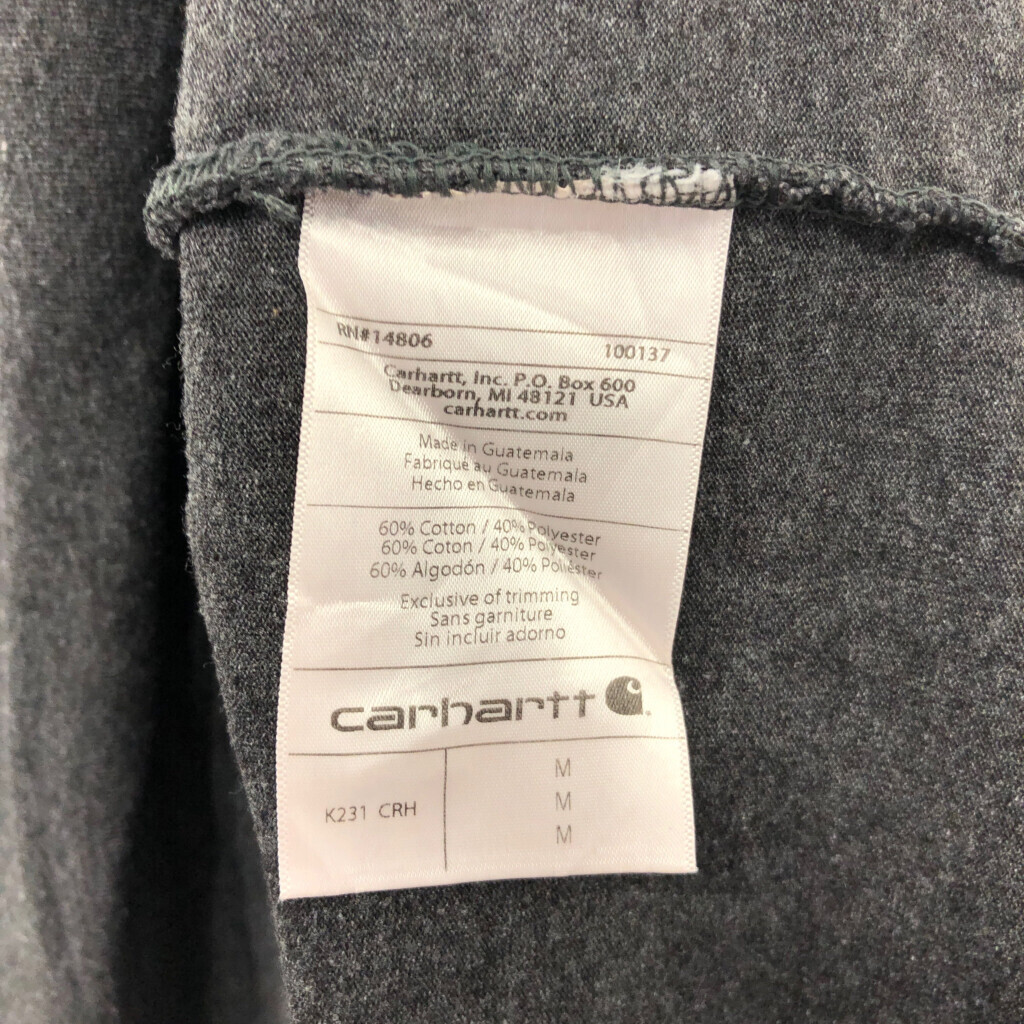 RN#14806 100137
Carhartt, Inc. P.O. Box 600
Dearborn, MI 48121 USA
carhartt.com
Made in Guatemala
Fabriqué au Guatemala
Hecho en Guatemala
60% Cotton / 40% Polyester
60% Coton / 40% Polyester
60% Algodón / 40% Poliéster
Exclusive of trimming
Sans garniture
Sin incluir adorno
carhartt
K231 CRH
M
M
M